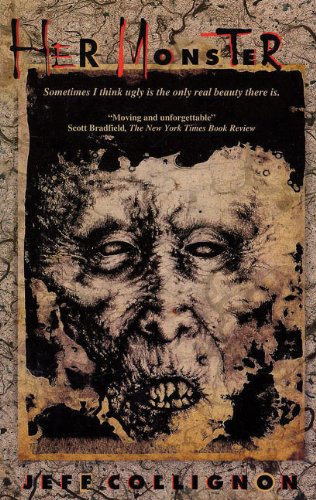 HER MONSTER
Sometimes I think ugly is the only real beauty there is.
“Moving and unforgettable”
Scott Bradfield, The New York Times Book Review
JEFF COLLIGNON